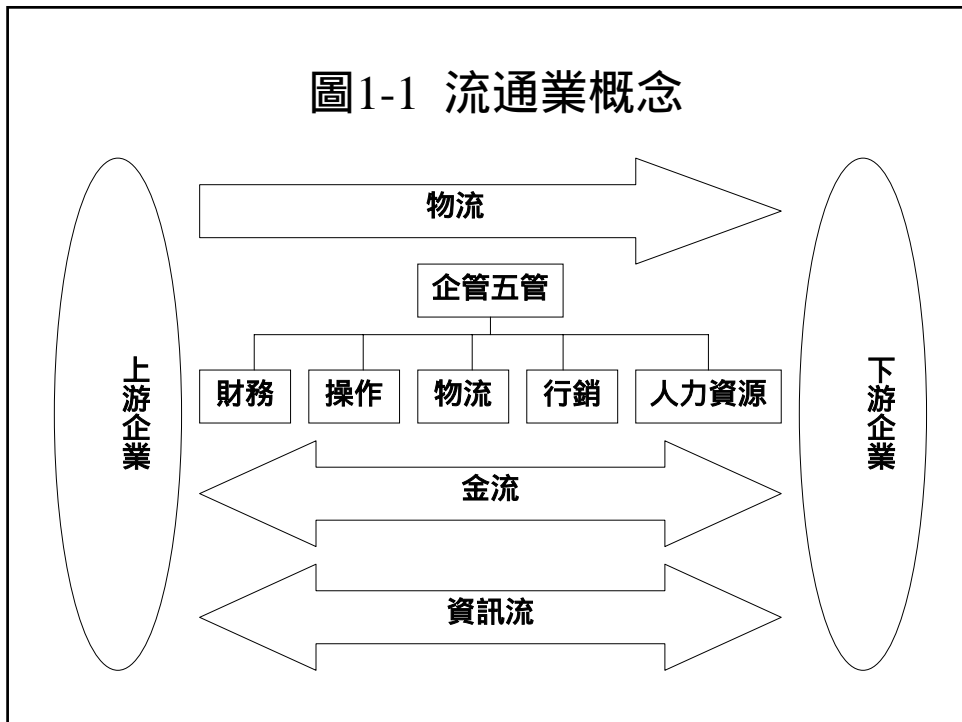 圖1-1 流通業概念
物流
企管五管
財務
操作
物流
行銷
人力資源
上游企業
下游企業
金流
資訊流